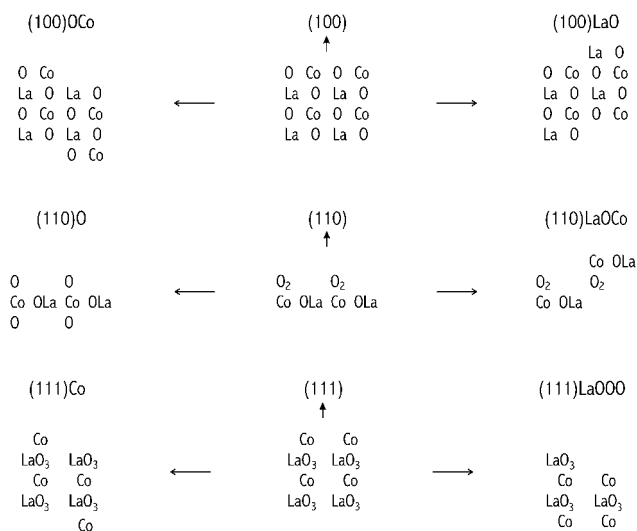 (100)OCo (100) (100)LaO
La O
O Co O Co O Co O Co O Co
La O La O La O La O La O La O
O Co O Co O Co O Co O Co O Co
La O La O La O La O La O
O Co
(110)O (110) (110)LaOCo
Co OLa
O O O₂ O₂ O₂ O₂
Co OLa Co OLa Co OLa Co OLa Co OLa
O O
(111)Co (111) (111)LaOOO
Co Co Co
LaO₃ LaO₃ LaO₃ LaO₃ LaO₃
Co Co Co Co Co Co
LaO₃ LaO₃ LaO₃ LaO₃ LaO₃ LaO₃
Co Co Co